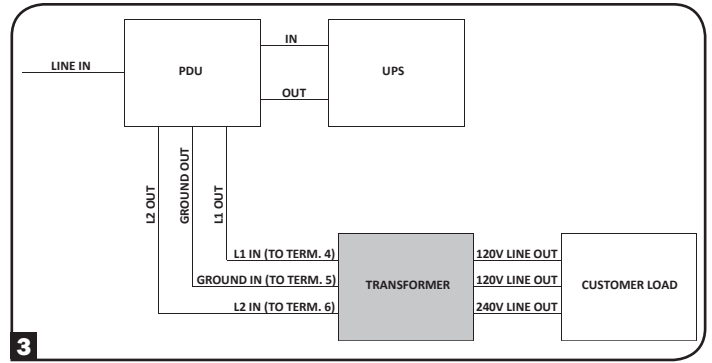 IN
LINE IN
PDU
UPS
OUT
L2 OUT
GROUND OUT
L1 OUT
L1 IN (TO TERM. 4)
120V LINE OUT
GROUND IN (TO TERM. 5)
TRANSFORMER
120V LINE OUT
CUSTOMER LOAD
L2 IN (TO TERM. 6)
240V LINE OUT
3